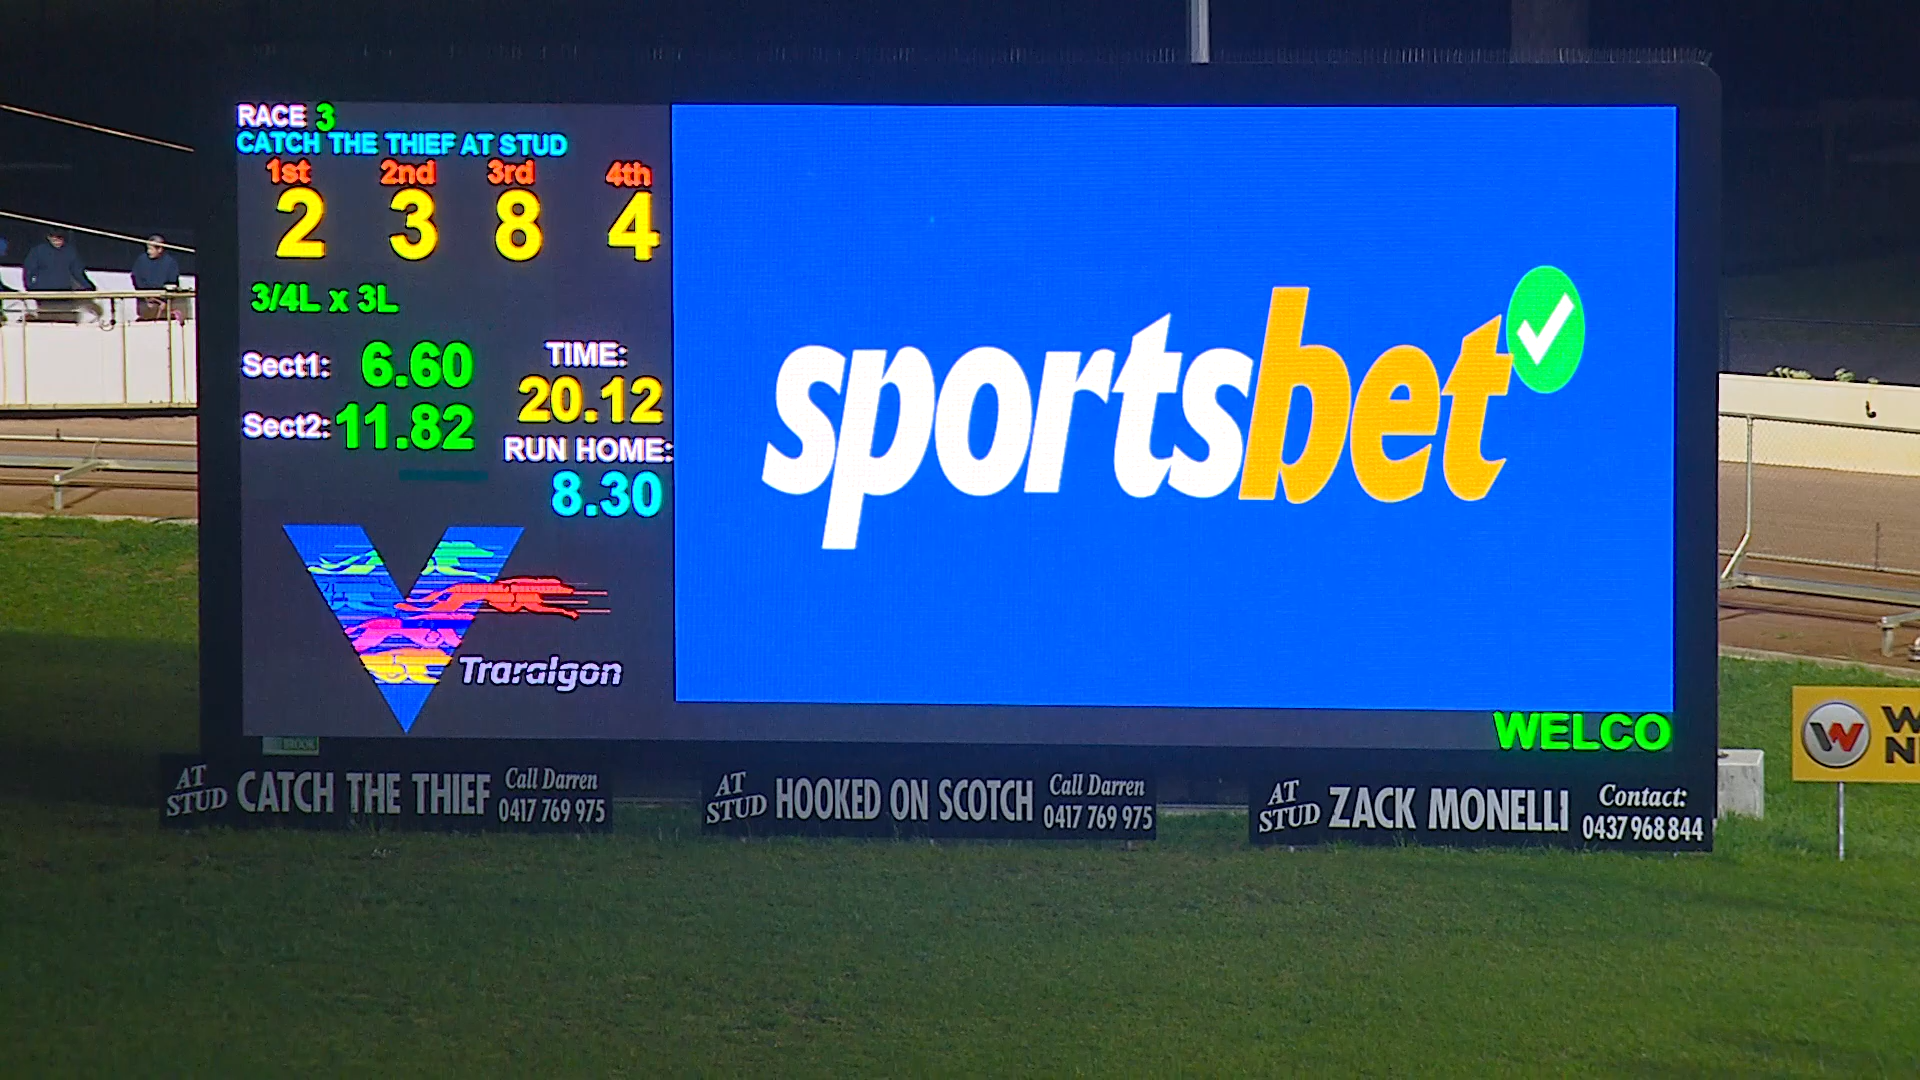 RACE 3
CATCH THE THIEF AT STUD
1st 2nd 3rd 4th
2 3 8 4
3/4L x 3L
Sect1: 6.60
Sect2: 11.82
TIME:
20.12
RUN HOME:
8.30
Traralgon
sportsbet
WELCO
AT STUD CATCH THE THIEF Call Darren 0417 769 975
AT STUD HOOKED ON SCOTCH Call Darren 0417 769 975
AT STUD ZACK MONELLI Contact: 0437 968 844
W
NI